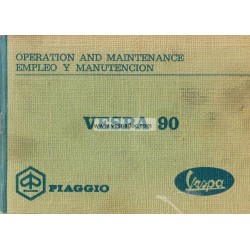 OPERATION AND MAINTENANCE
EMPLEO Y MANUTENCION
VESPA 90
PIAGGIO
Vespa